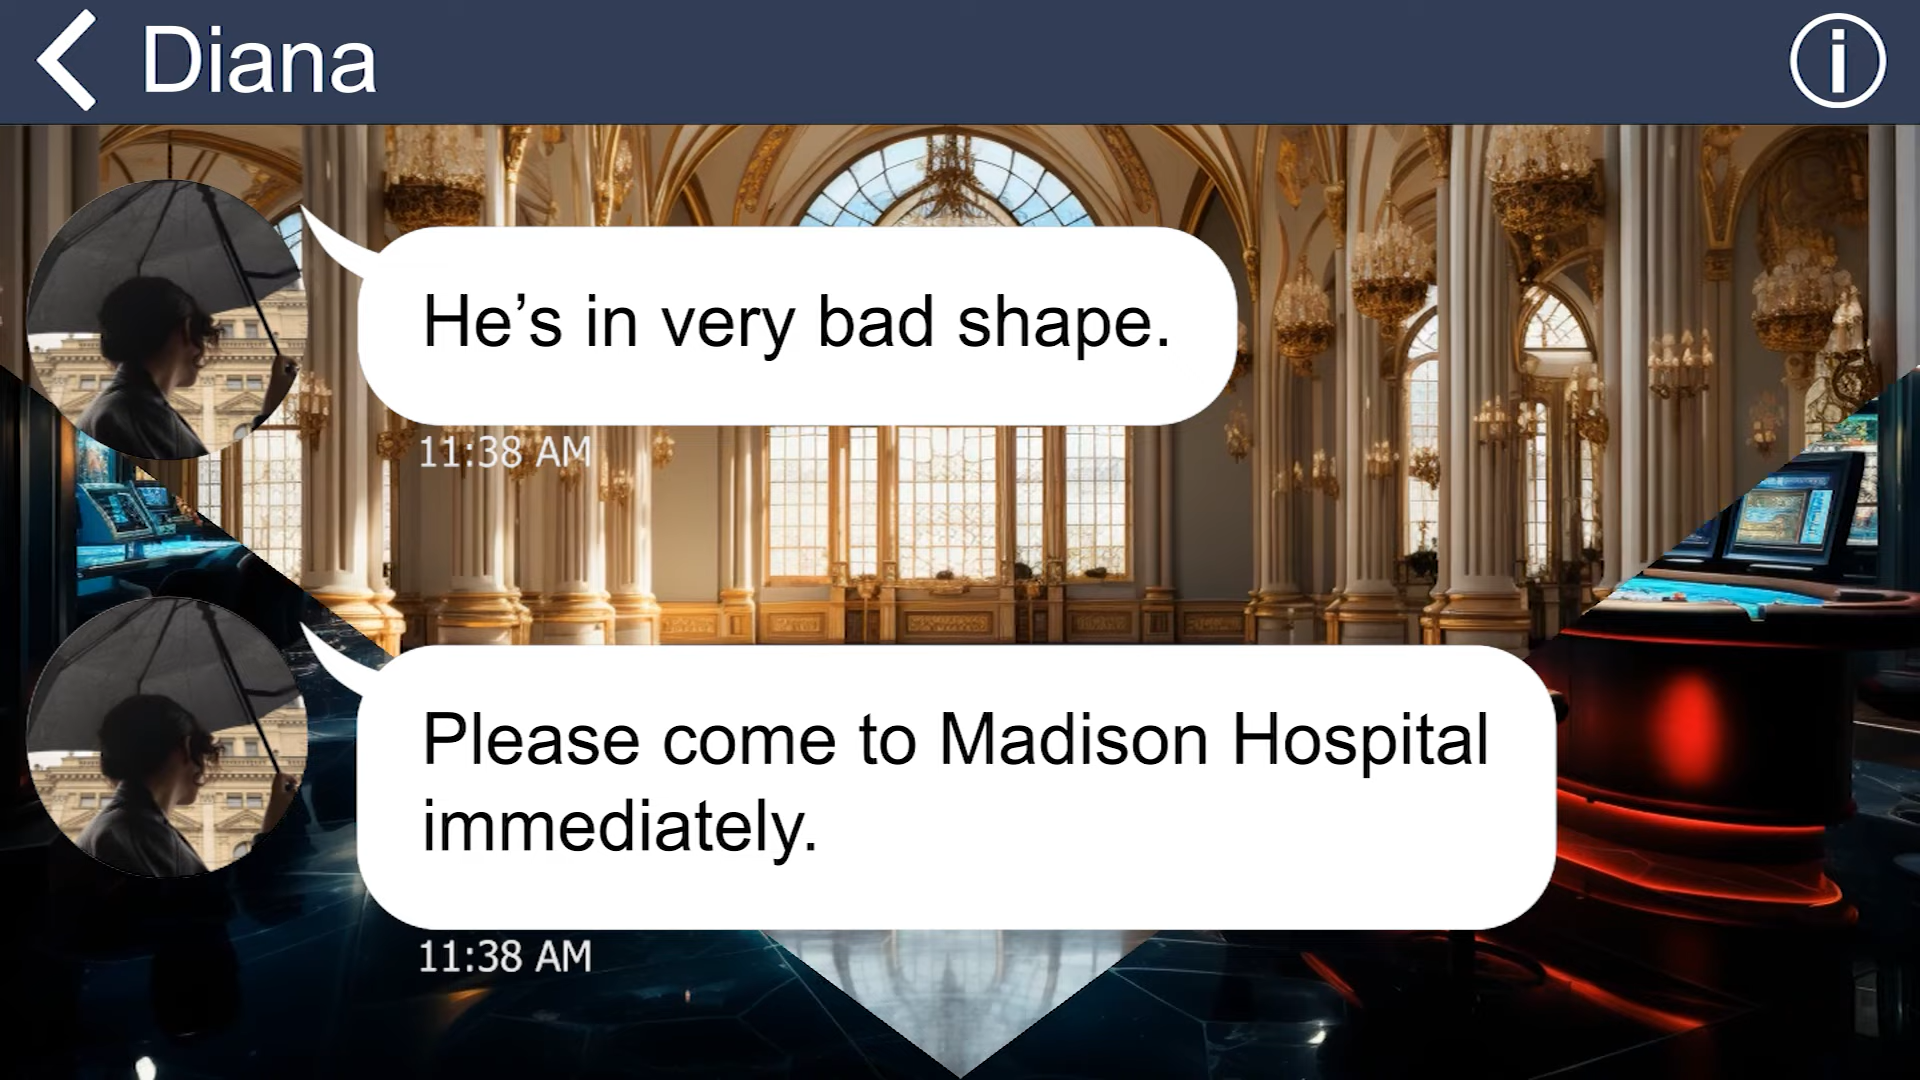 Diana
He’s in very bad shape.
11:38 AM
Please come to Madison Hospital
immediately.
11:38 AM